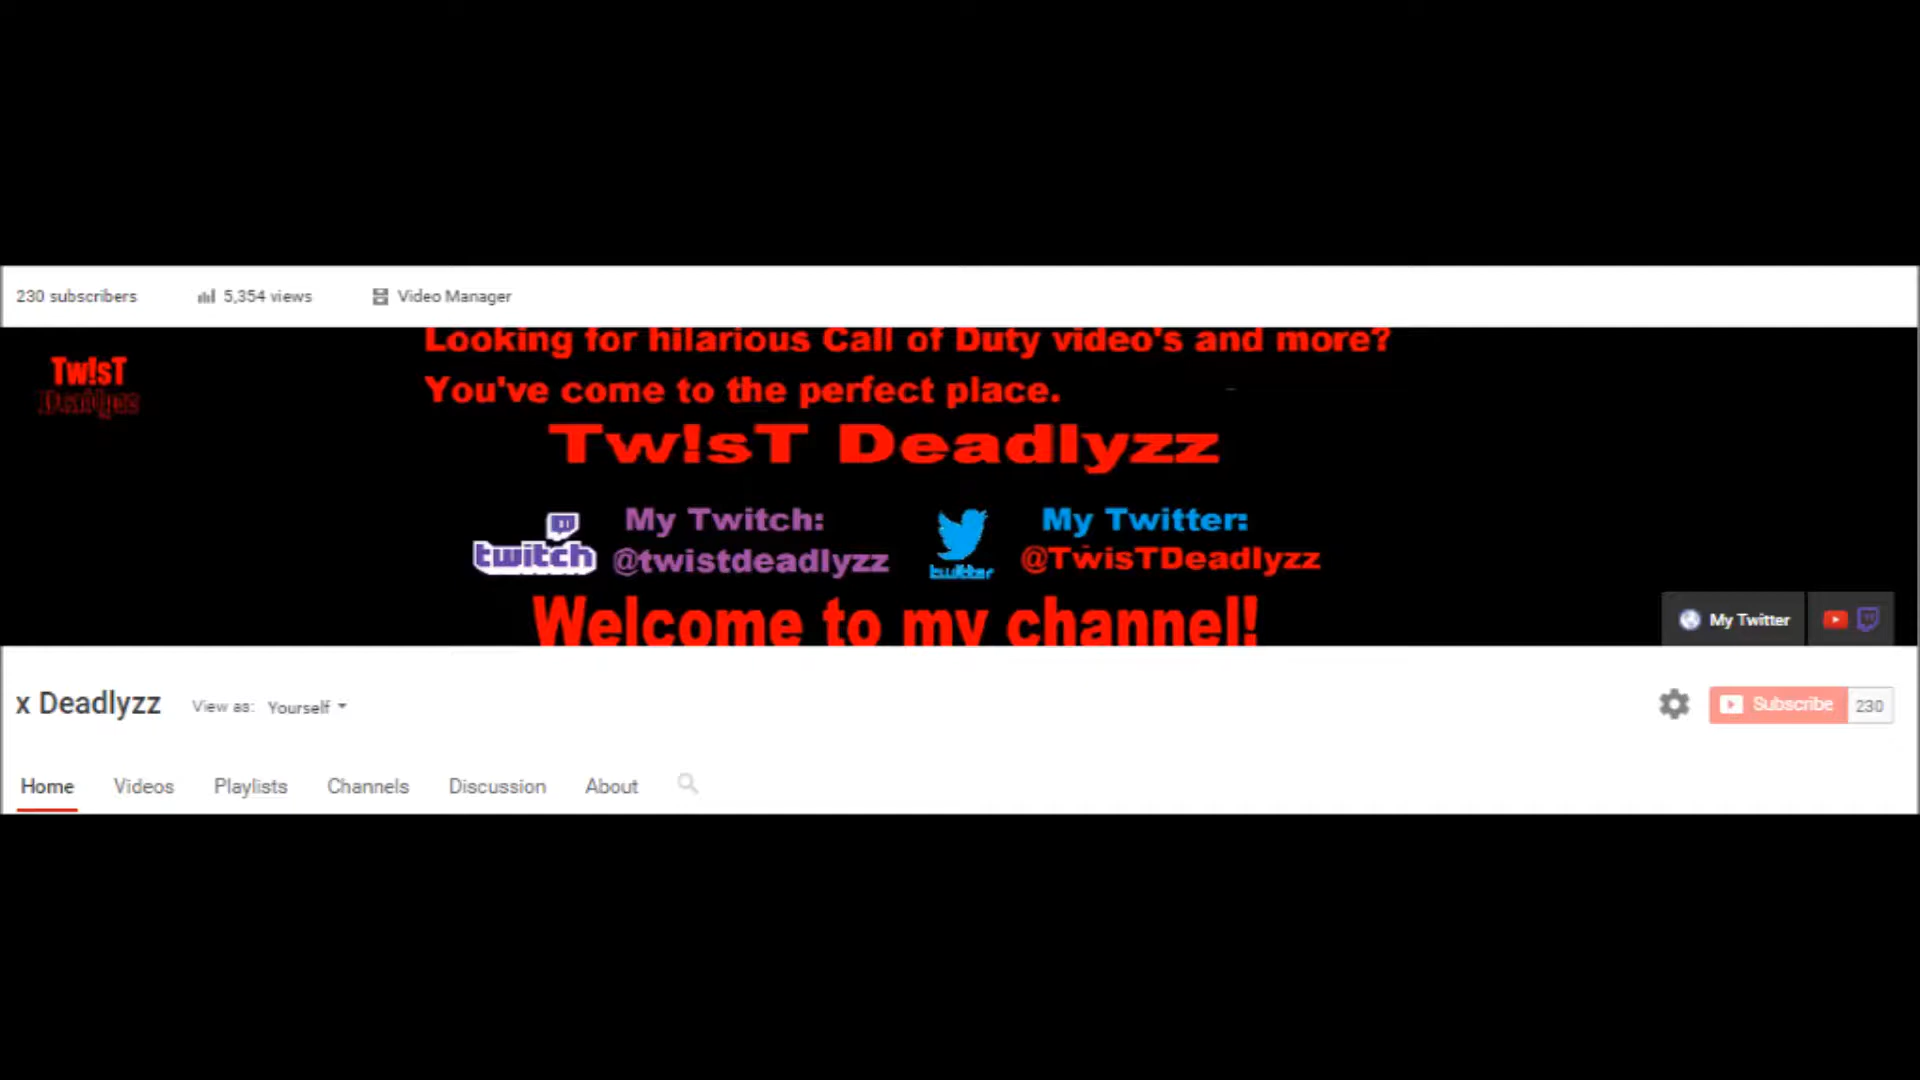 230 subscribers 5,354 views Video Manager
Looking for hilarious Call of Duty video's and more?
Tw!sT
You've come to the perfect place.
Deadlyzz
Tw!sT Deadlyzz
My Twitch: My Twitter:
twitch @twistdeadlyzz twitter @TwisTDeadlyzz
Welcome to my channel!
My Twitter
x Deadlyzz View as: Yourself Subscribe 230
Home Videos Playlists Channels Discussion About